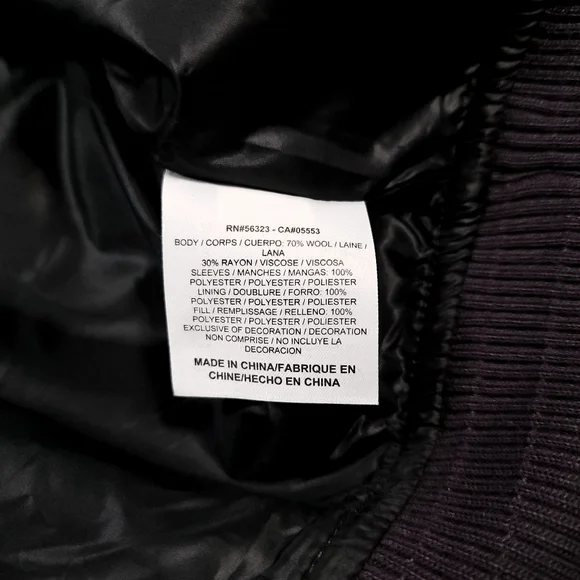 RN#56323 - CA#05553
BODY / CORPS / CUERPO: 70% WOOL / LAINE /
LANA
30% RAYON / VISCOSE / VISCOSA
SLEEVES / MANCHES / MANGAS: 100%
POLYESTER / POLYESTER / POLIESTER
LINING / DOUBLURE / FORRO: 100%
POLYESTER / POLYESTER / POLIESTER
FILL / REMPLISSAGE / RELLENO: 100%
POLYESTER / POLYESTER / POLIESTER
EXCLUSIVE OF DECORATION / DECORATION
NON COMPRISE / NO INCLUYE LA
DECORACION
MADE IN CHINA/FABRIQUE EN
CHINE/HECHO EN CHINA